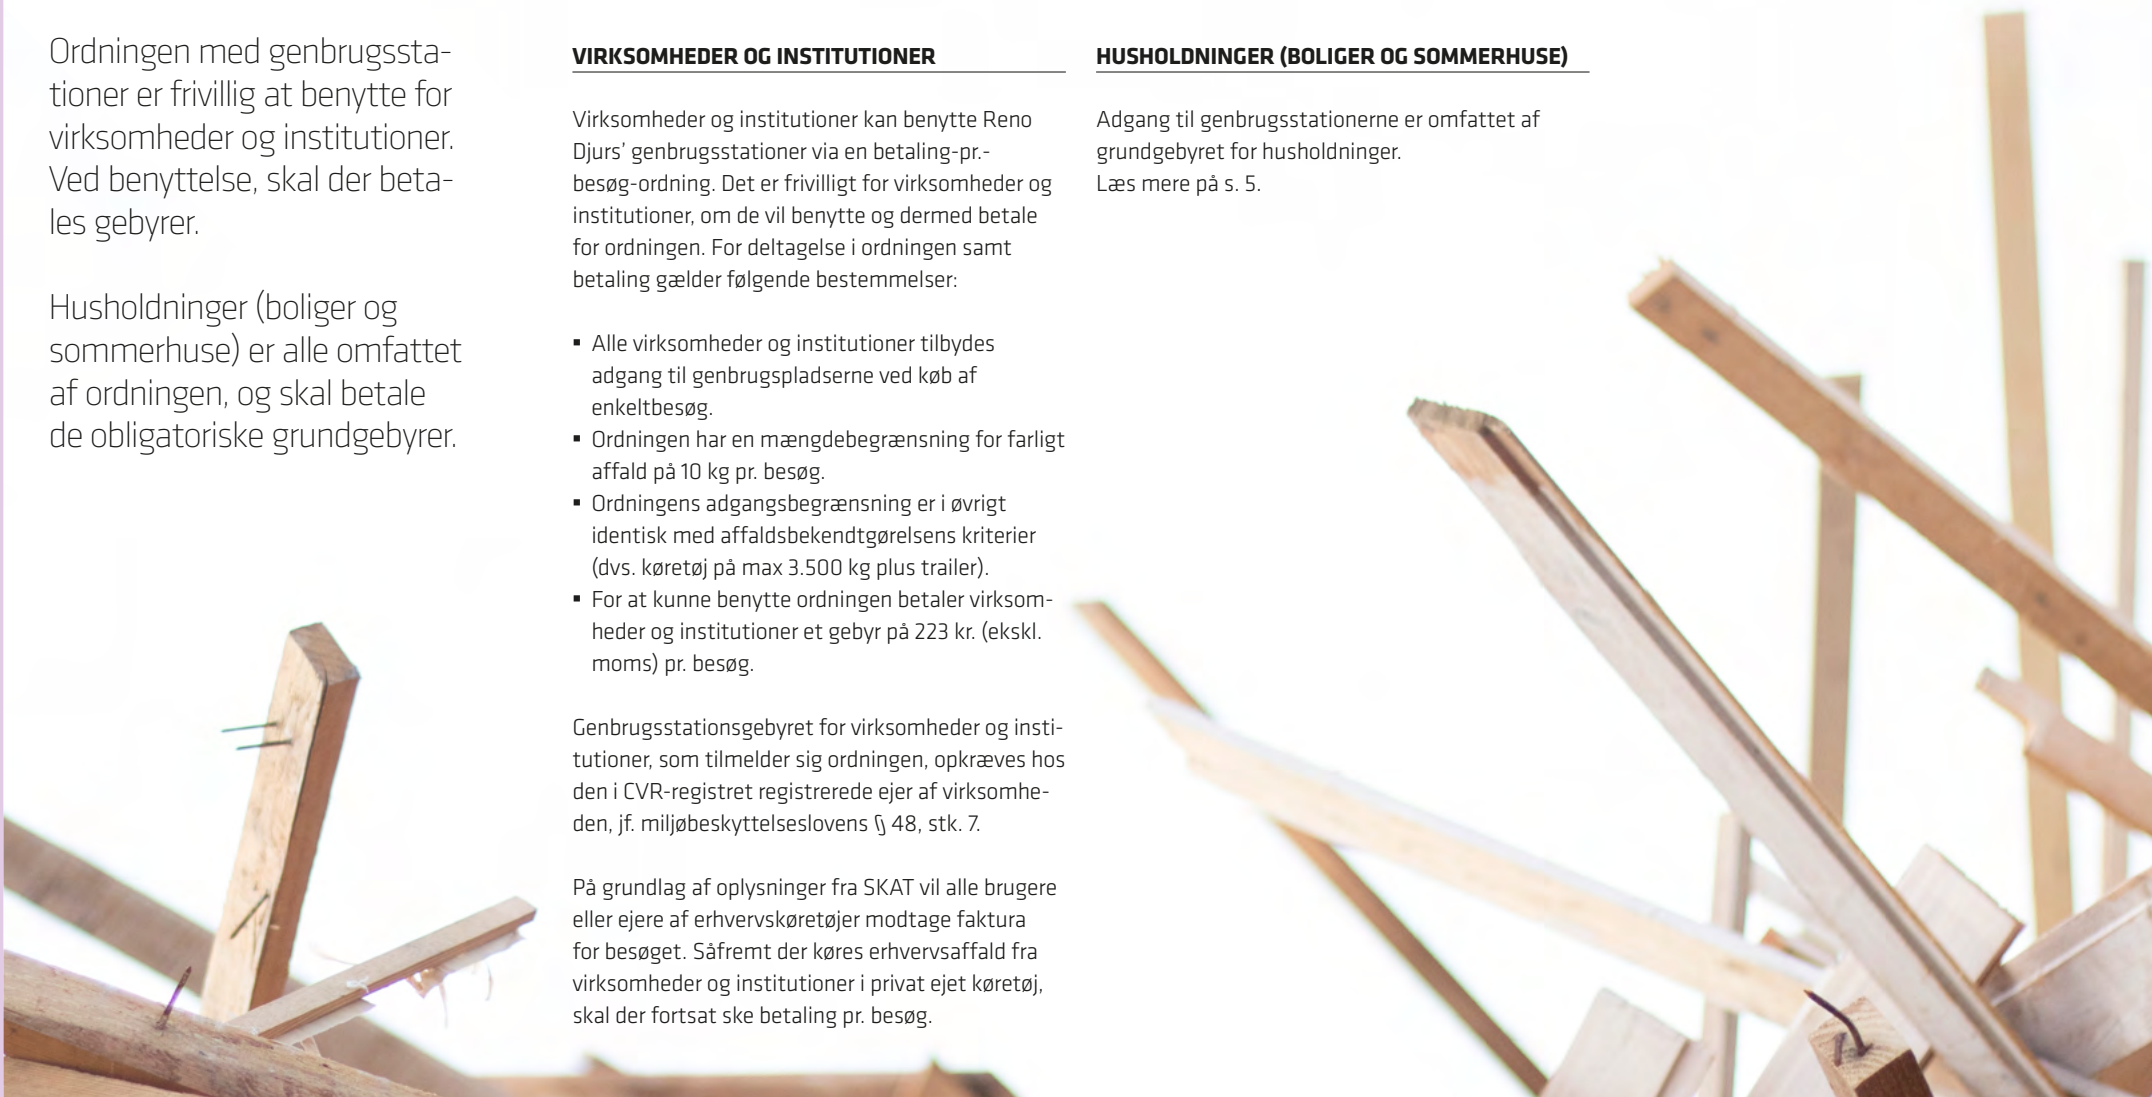 Ordningen med genbrugssta-
tioner er frivillig at benytte for
virksomheder og institutioner.
Ved benyttelse, skal der beta-
les gebyrer.
Husholdninger (boliger og
sommerhuse) er alle omfattet
af ordningen, og skal betale
de obligatoriske grundgebyrer.
VIRKSOMHEDER OG INSTITUTIONER
Virksomheder og institutioner kan benytte Reno
Djurs’ genbrugsstationer via en betaling-pr.-
besøg-ordning. Det er frivilligt for virksomheder og
institutioner, om de vil benytte og dermed betale
for ordningen. For deltagelse i ordningen samt
betaling gælder følgende bestemmelser:
▪ Alle virksomheder og institutioner tilbydes
adgang til genbrugspladserne ved køb af
enkeltbesøg.
▪ Ordningen har en mængdebegrænsning for farligt
affald på 10 kg pr. besøg.
▪ Ordningens adgangsbegrænsning er i øvrigt
identisk med affaldsbekendtgørelsens kriterier
(dvs. køretøj på max 3.500 kg plus trailer).
▪ For at kunne benytte ordningen betaler virksom-
heder og institutioner et gebyr på 223 kr. (ekskl.
moms) pr. besøg.
Genbrugsstationsgebyret for virksomheder og insti-
tutioner, som tilmelder sig ordningen, opkræves hos
den i CVR-registret registrerede ejer af virksomhe-
den, jf. miljøbeskyttelseslovens § 48, stk. 7.
På grundlag af oplysninger fra SKAT vil alle brugere
eller ejere af erhvervskøretøjer modtage faktura
for besøget. Såfremt der køres erhvervsaffald fra
virksomheder og institutioner i privat ejet køretøj,
skal der fortsat ske betaling pr. besøg.
HUSHOLDNINGER (BOLIGER OG SOMMERHUSE)
Adgang til genbrugsstationerne er omfattet af
grundgebyret for husholdninger.
Læs mere på s. 5.